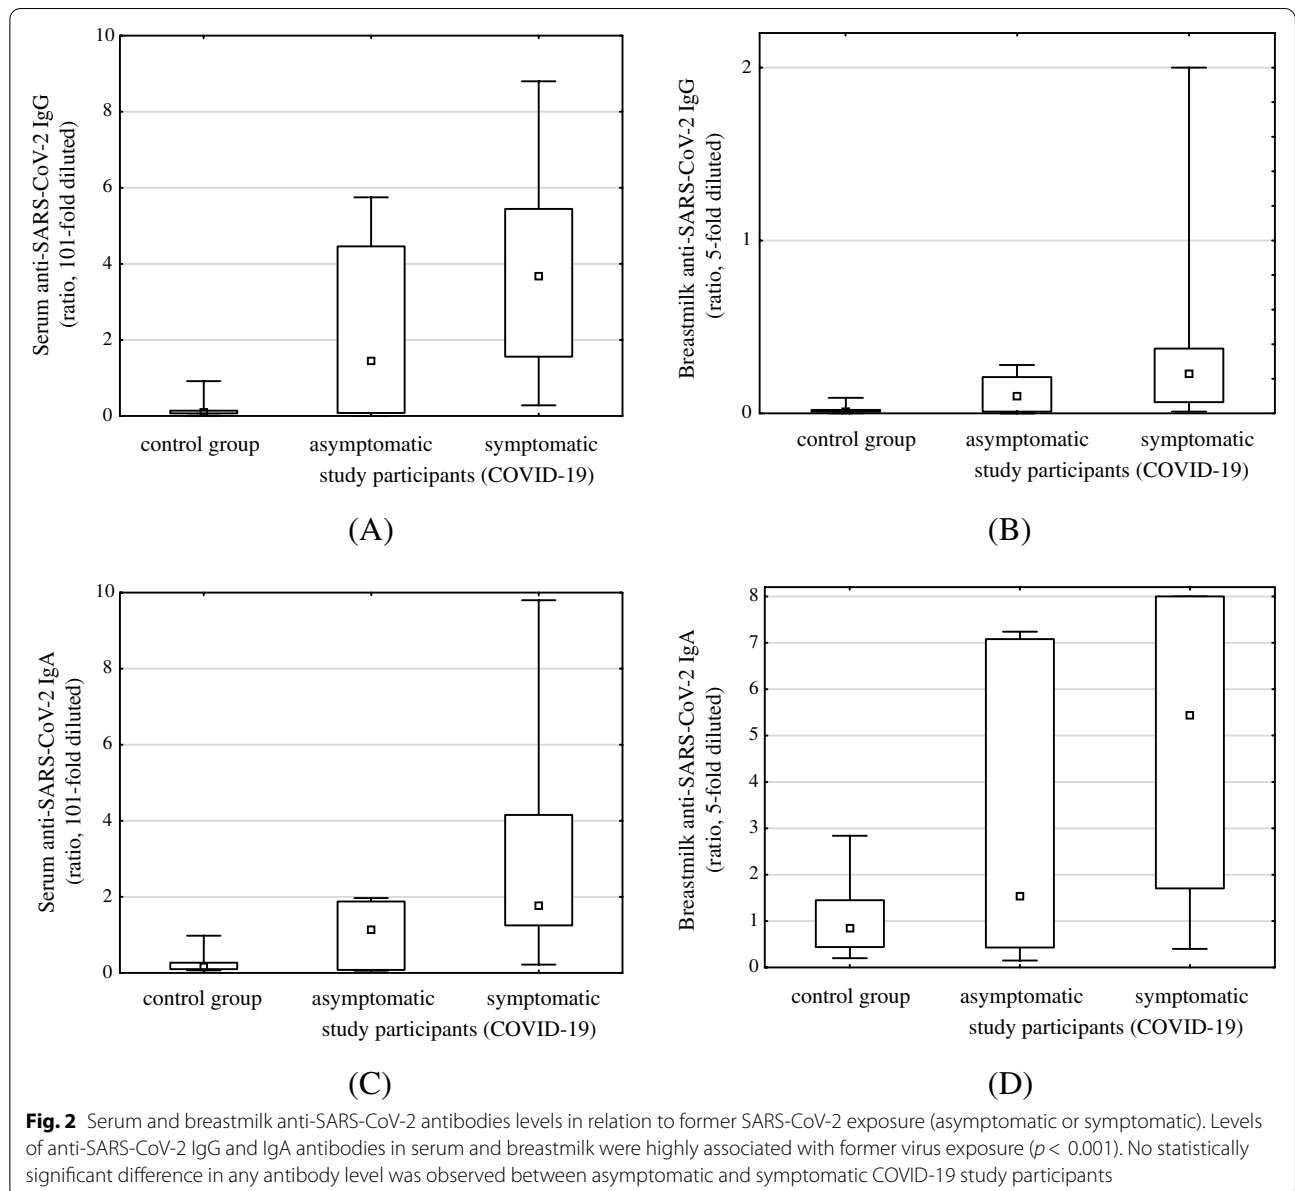 10
8
6
4
2
0
Serum anti-SARS-CoV-2 IgG
(ratio, 101-fold diluted)
control group
asymptomatic
symptomatic
study participants (COVID-19)
(A)
2
1
0
Breastmilk anti-SARS-CoV-2 IgG
(ratio, 5-fold diluted)
control group
asymptomatic
symptomatic
study participants (COVID-19)
(B)
10
8
6
4
2
0
Serum anti-SARS-CoV-2 IgA
(ratio, 101-fold diluted)
control group
asymptomatic
symptomatic
study participants (COVID-19)
(C)
8
7
6
5
4
3
2
1
0
Breastmilk anti-SARS-CoV-2 IgA
(ratio, 5-fold diluted)
control group
asymptomatic
symptomatic
study participants (COVID-19)
(D)
Fig. 2 Serum and breastmilk anti-SARS-CoV-2 antibodies levels in relation to former SARS-CoV-2 exposure (asymptomatic or symptomatic). Levels
of anti-SARS-CoV-2 IgG and IgA antibodies in serum and breastmilk were highly associated with former virus exposure (p < 0.001). No statistically
significant difference in any antibody level was observed between asymptomatic and symptomatic COVID-19 study participants